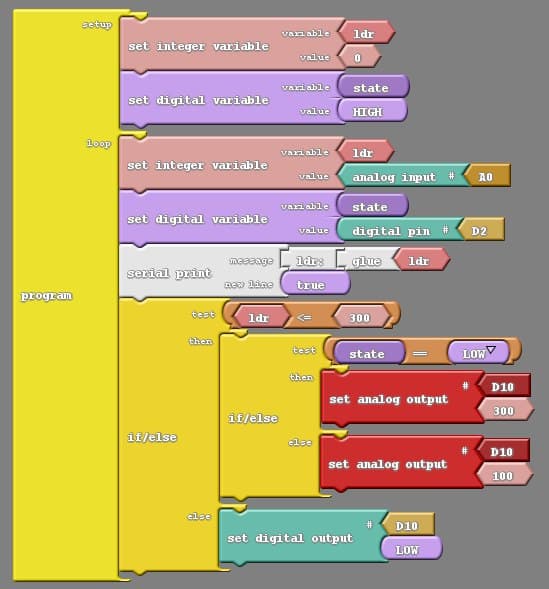 program
setup
set integer variable
variable ldr
value 0
set digital variable
variable state
value HIGH
loop
set integer variable
variable ldr
value analog input # A0
set digital variable
variable state
value digital pin # D2
serial print
message ldr: glue ldr
new line true
if/else
test ldr <= 300
then
if/else
test state == LOW
then
set analog output
# D10
300
else
set analog output
# D10
100
else
set digital output
# D10
LOW